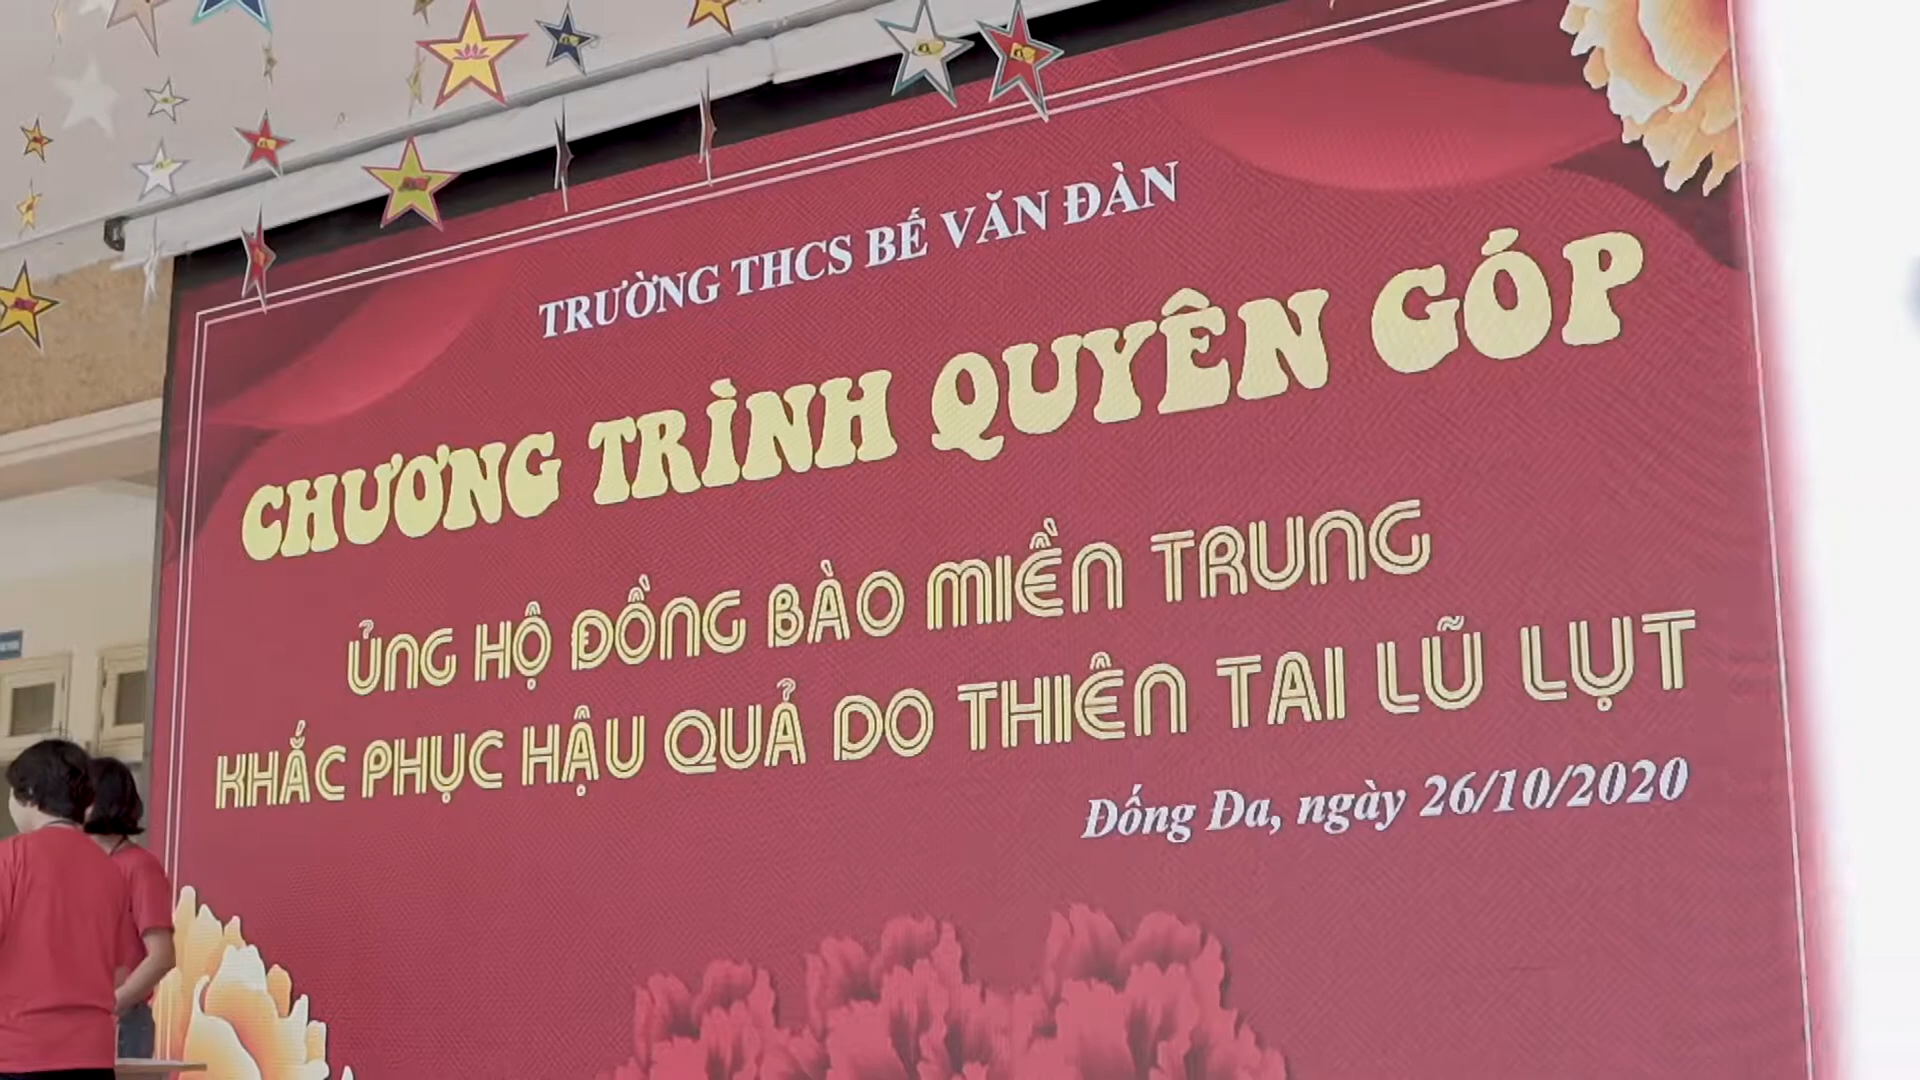 TRƯỜNG THCS BẾ VĂN ĐÀN
CHƯƠNG TRÌNH QUYÊN GÓP
ỦNG HỘ ĐỒNG BÀO MIỀN TRUNG
KHẮC PHỤC HẬU QUẢ DO THIÊN TAI LŨ LỤT
Đống Đa, ngày 26/10/2020